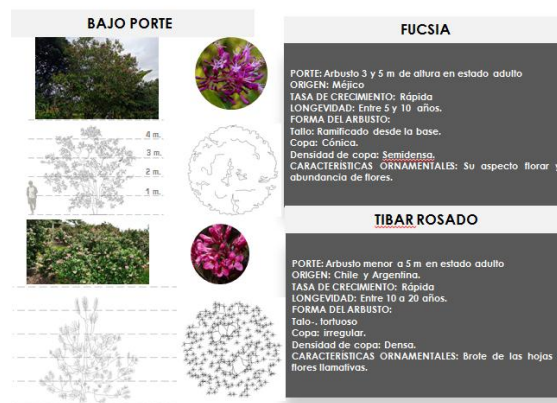 BAJO PORTE
FUCSIA
PORTE: Arbusto 3 y 5 m de altura en estado adulto
ORIGEN: Méjico
TASA DE CRECIMIENTO: Rápida
LONGEVIDAD: Entre 5 y 10 años.
FORMA DEL ARBUSTO:
Tallo: Ramificado desde la base.
Copa: Cónica.
Densidad de copa: Semidensa.
CARACTERÍSTICAS ORNAMENTALES: Su aspecto florar y
abundancia de flores.
4 m.
3 m.
2 m.
1 m.
TIBAR ROSADO
PORTE: Arbusto menor a 5 m en estado adulto
ORIGEN: Chile y Argentina.
TASA DE CRECIMIENTO: Rápida
LONGEVIDAD: Entre 10 a 20 años.
FORMA DEL ARBUSTO:
Talo-. tortuoso
Copa: irregular.
Densidad de copa: Densa.
CARACTERÍSTICAS ORNAMENTALES: Brote de las hojas
flores llamativas.